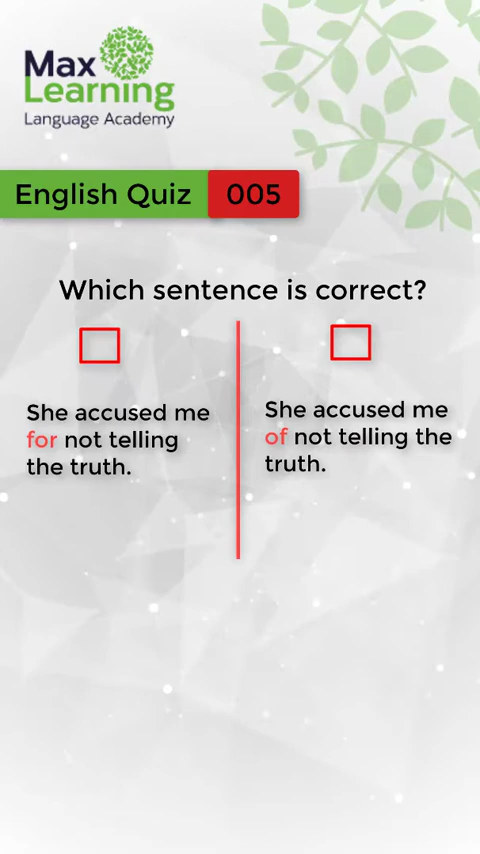 Max
Learning
Language Academy
English Quiz 005
Which sentence is correct?
She accused me
for not telling
the truth.
She accused me
of not telling the
truth.